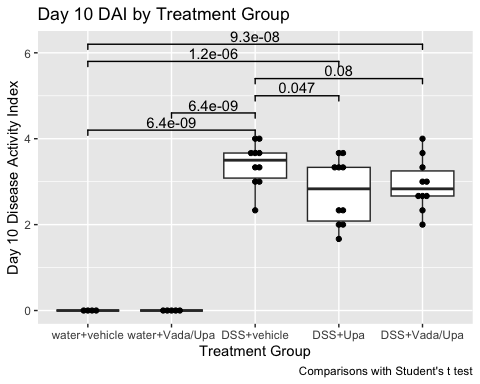 Day 10 DAI by Treatment Group
9.3e-08
1.2e-06
0.08
0.047
6.4e-09
6.4e-09
Day 10 Disease Activity Index
6
4
2
0
water+vehicle water+Vada/Upa DSS+vehicle DSS+Upa DSS+Vada/Upa
Treatment Group
Comparisons with Student's t test